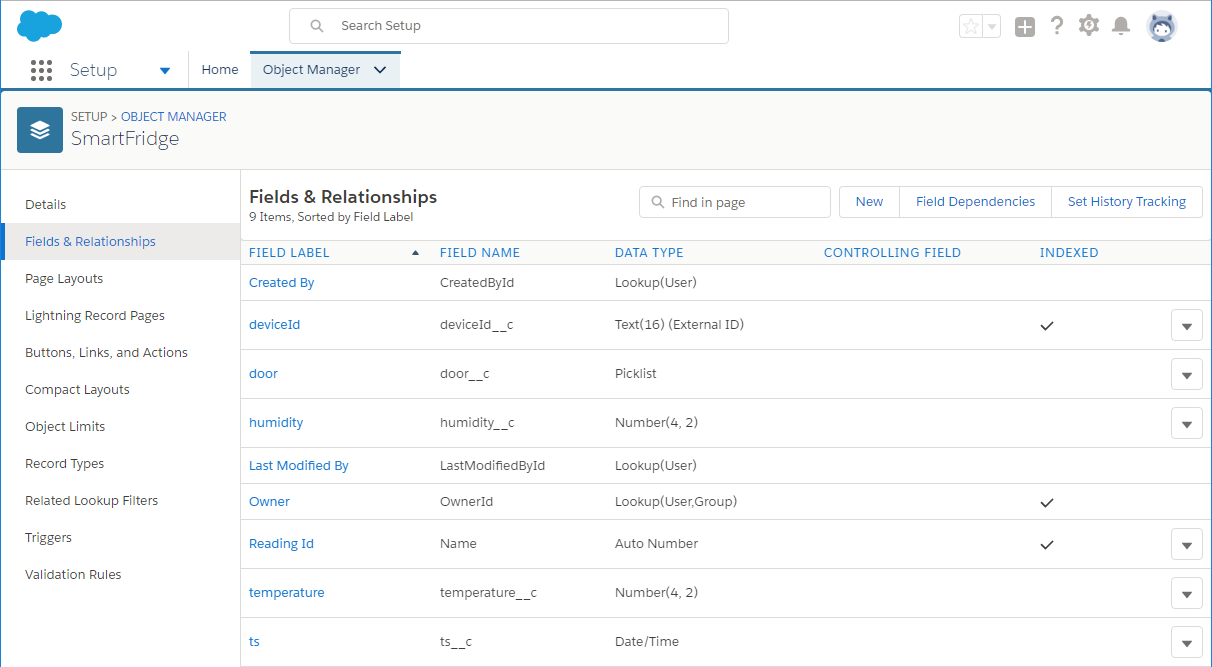 Search Setup
Setup
Home
Object Manager
SETUP > OBJECT MANAGER
SmartFridge
Details
Fields & Relationships
Page Layouts
Lightning Record Pages
Buttons, Links, and Actions
Compact Layouts
Object Limits
Record Types
Related Lookup Filters
Triggers
Validation Rules
Fields & Relationships
9 Items, Sorted by Field Label
Find in page
New
Field Dependencies
Set History Tracking
FIELD LABEL FIELD NAME DATA TYPE CONTROLLING FIELD INDEXED
Created By CreatedById Lookup(User)
deviceId deviceId__c Text(16) (External ID)
door door__c Picklist
humidity humidity__c Number(4, 2)
Last Modified By LastModifiedById Lookup(User)
Owner OwnerId Lookup(User,Group)
Reading Id Name Auto Number
temperature temperature__c Number(4, 2)
ts ts__c Date/Time